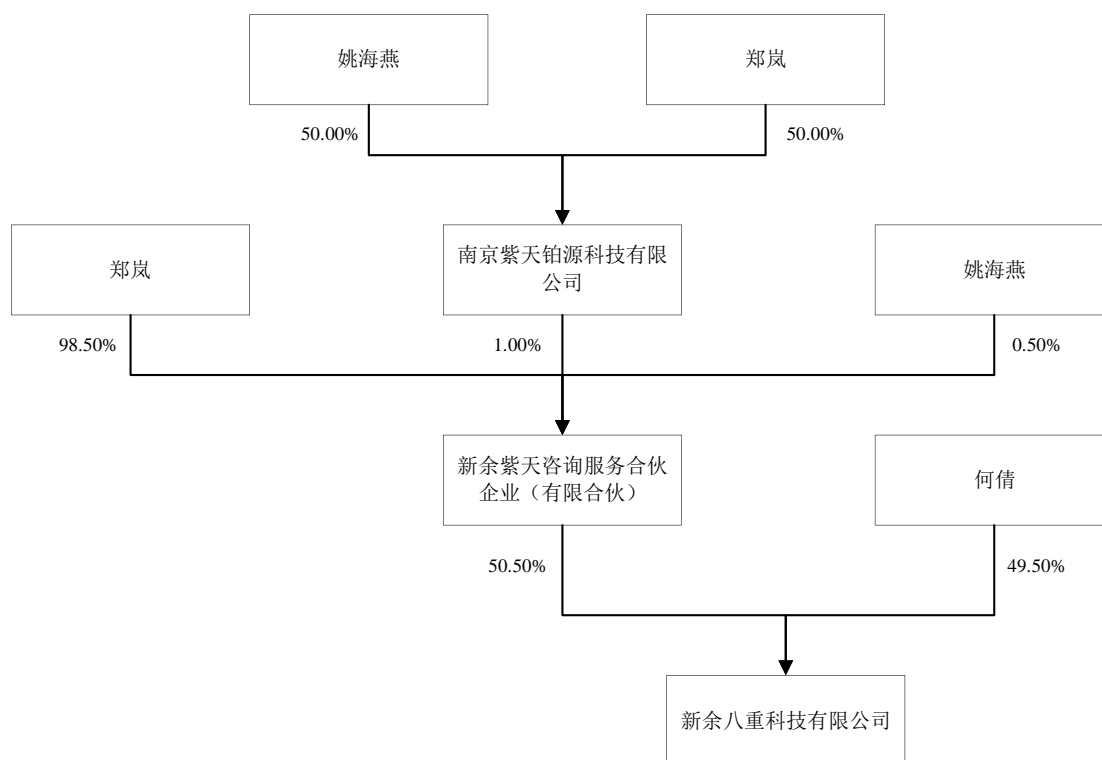 姚海燕
郑岚
50.00%
50.00%
郑岚
南京紫天铂源科技有限
公司
姚海燕
98.50%
1.00%
0.50%
新余紫天咨询服务合伙
企业（有限合伙）
何倩
50.50%
49.50%
新余八重科技有限公司